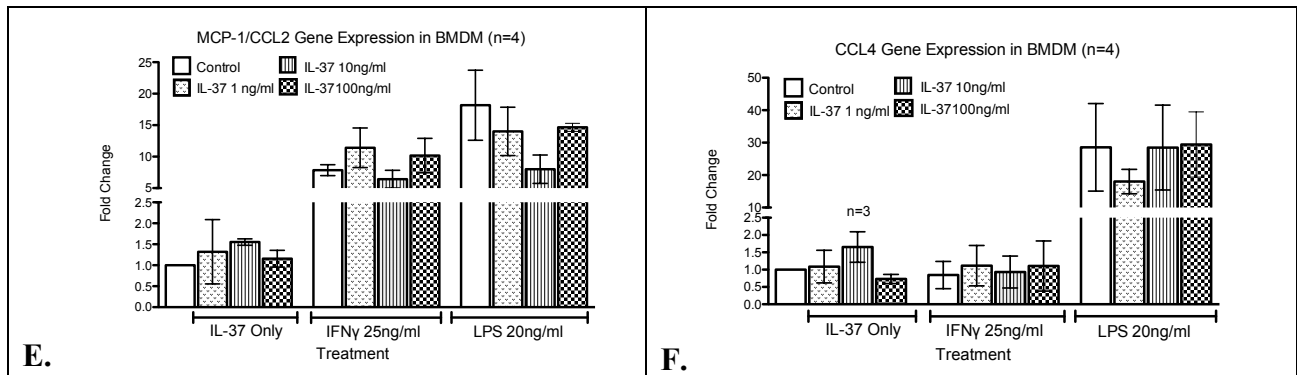 MCP-1/CCL2 Gene Expression in BMDM (n=4)
Control
IL-37 10ng/ml
IL-37 1 ng/ml
IL-37100ng/ml
Fold Change
25
20
15
10
5
2.5
2.0
1.5
1.0
0.5
0.0
IL-37 Only
IFNγ 25ng/ml
LPS 20ng/ml
Treatment
E.
CCL4 Gene Expression in BMDM (n=4)
Control
IL-37 10ng/ml
IL-37 1 ng/ml
IL-37100ng/ml
Fold Change
50
40
30
20
10
2.5
2.0
1.5
1.0
0.5
0.0
n=3
IL-37 Only
IFNγ 25ng/ml
LPS 20ng/ml
Treatment
F.